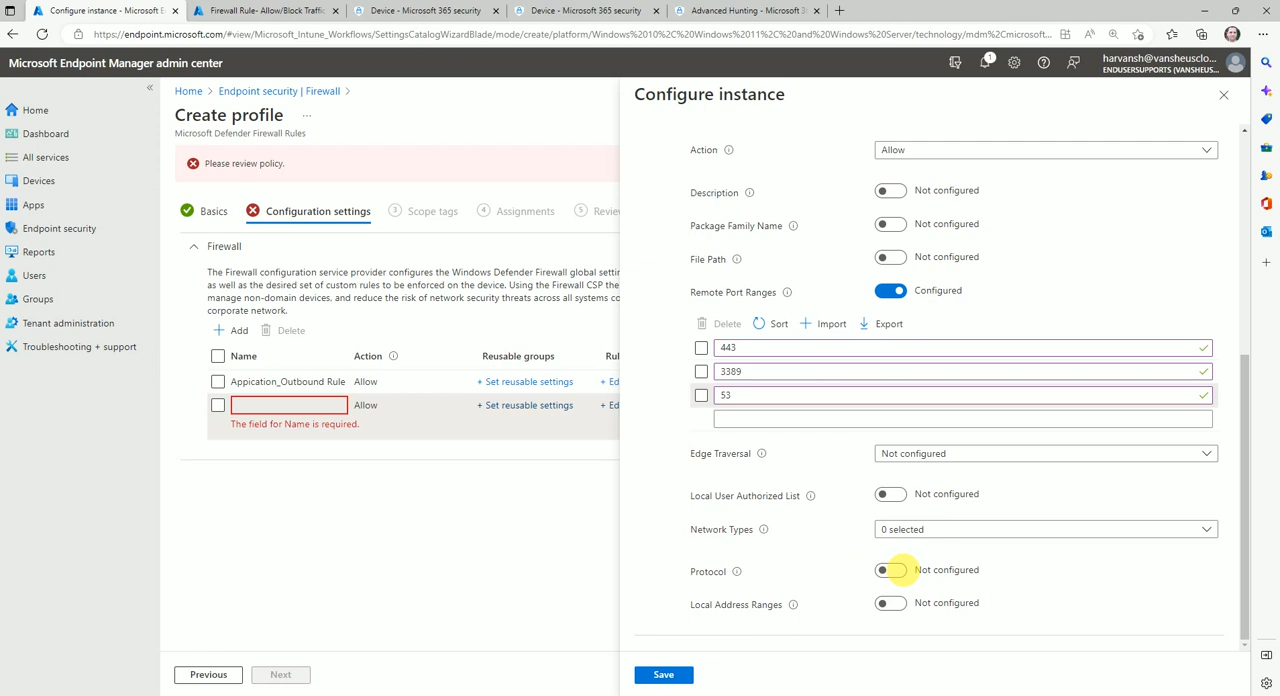 Configure instance - Microsoft E
Firewall Rule- Allow/Block Traffi
Device - Microsoft 365 security
Device - Microsoft 365 security
Advanced Hunting - Microsoft 3
https://endpoint.microsoft.com/#view/Microsoft_Intune_Workflows/SettingsCatalogWizardBlade/mode/create/platform/Windows%2010%2C%20Windows%2011%2C%20and%20Windows%20Server/technology/mdm%2Cmicrosoft...
Microsoft Endpoint Manager admin center
1
harvansh@vansheusclo...
ENDUSERSUPPORTS (VANSHEUS...
Home
Dashboard
All services
Devices
Apps
Endpoint security
Reports
Users
Groups
Tenant administration
Troubleshooting + support
Home > Endpoint security | Firewall >
Create profile ...
Microsoft Defender Firewall Rules
Please review policy.
Basics
Configuration settings
3 Scope tags
4 Assignments
5 Review
Firewall
The Firewall configuration service provider configures the Windows Defender Firewall global setti
as well as the desired set of custom rules to be enforced on the device. Using the Firewall CSP the
manage non-domain devices, and reduce the risk of network security threats across all systems co
corporate network.
+ Add Delete
Name Action Reusable groups Rul
Appication_Outbound Rule Allow + Set reusable settings + Ed
Allow + Set reusable settings + Ed
The field for Name is required.
Previous
Next
Configure instance
Action Allow
Description Not configured
Package Family Name Not configured
File Path Not configured
Remote Port Ranges Configured
Delete Sort + Import Export
443
3389
53
Edge Traversal Not configured
Local User Authorized List Not configured
Network Types 0 selected
Protocol Not configured
Local Address Ranges Not configured
Save